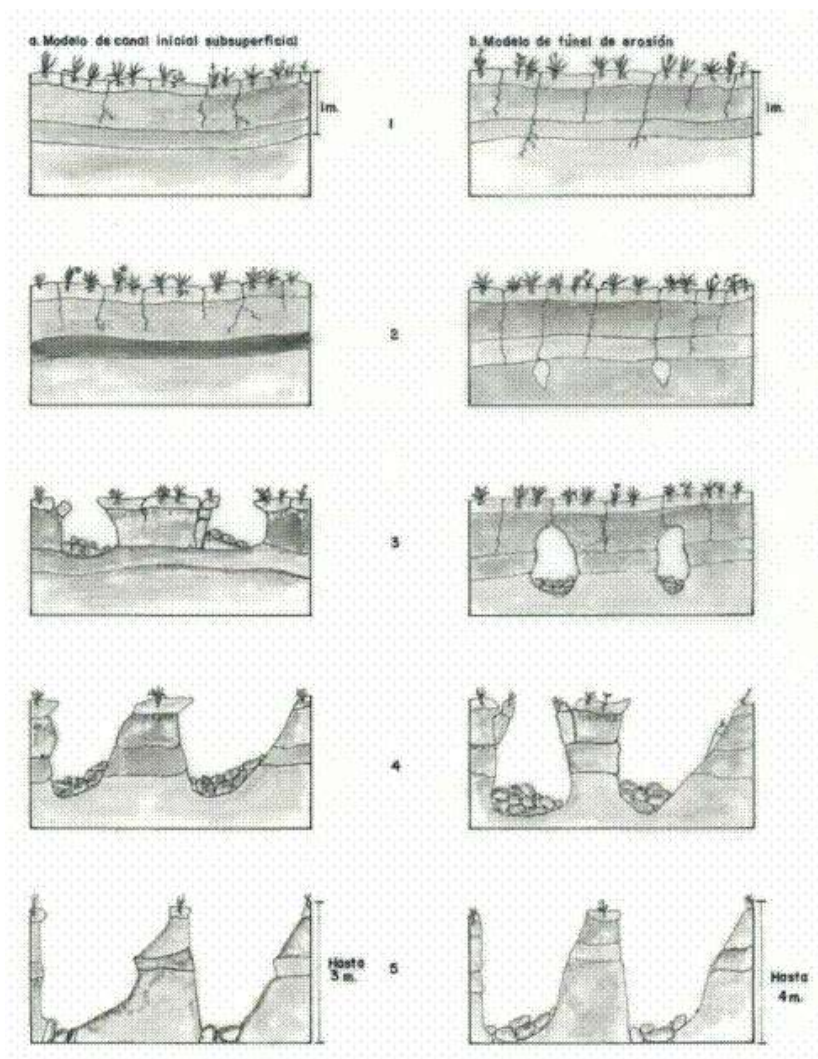 a. Modelo de canal inicial subsuperficial
b. Modelo de túnel de erosión
1m.
1
1m.
2
3
4
Hasta
3 m.
5
Hasta
4 m.